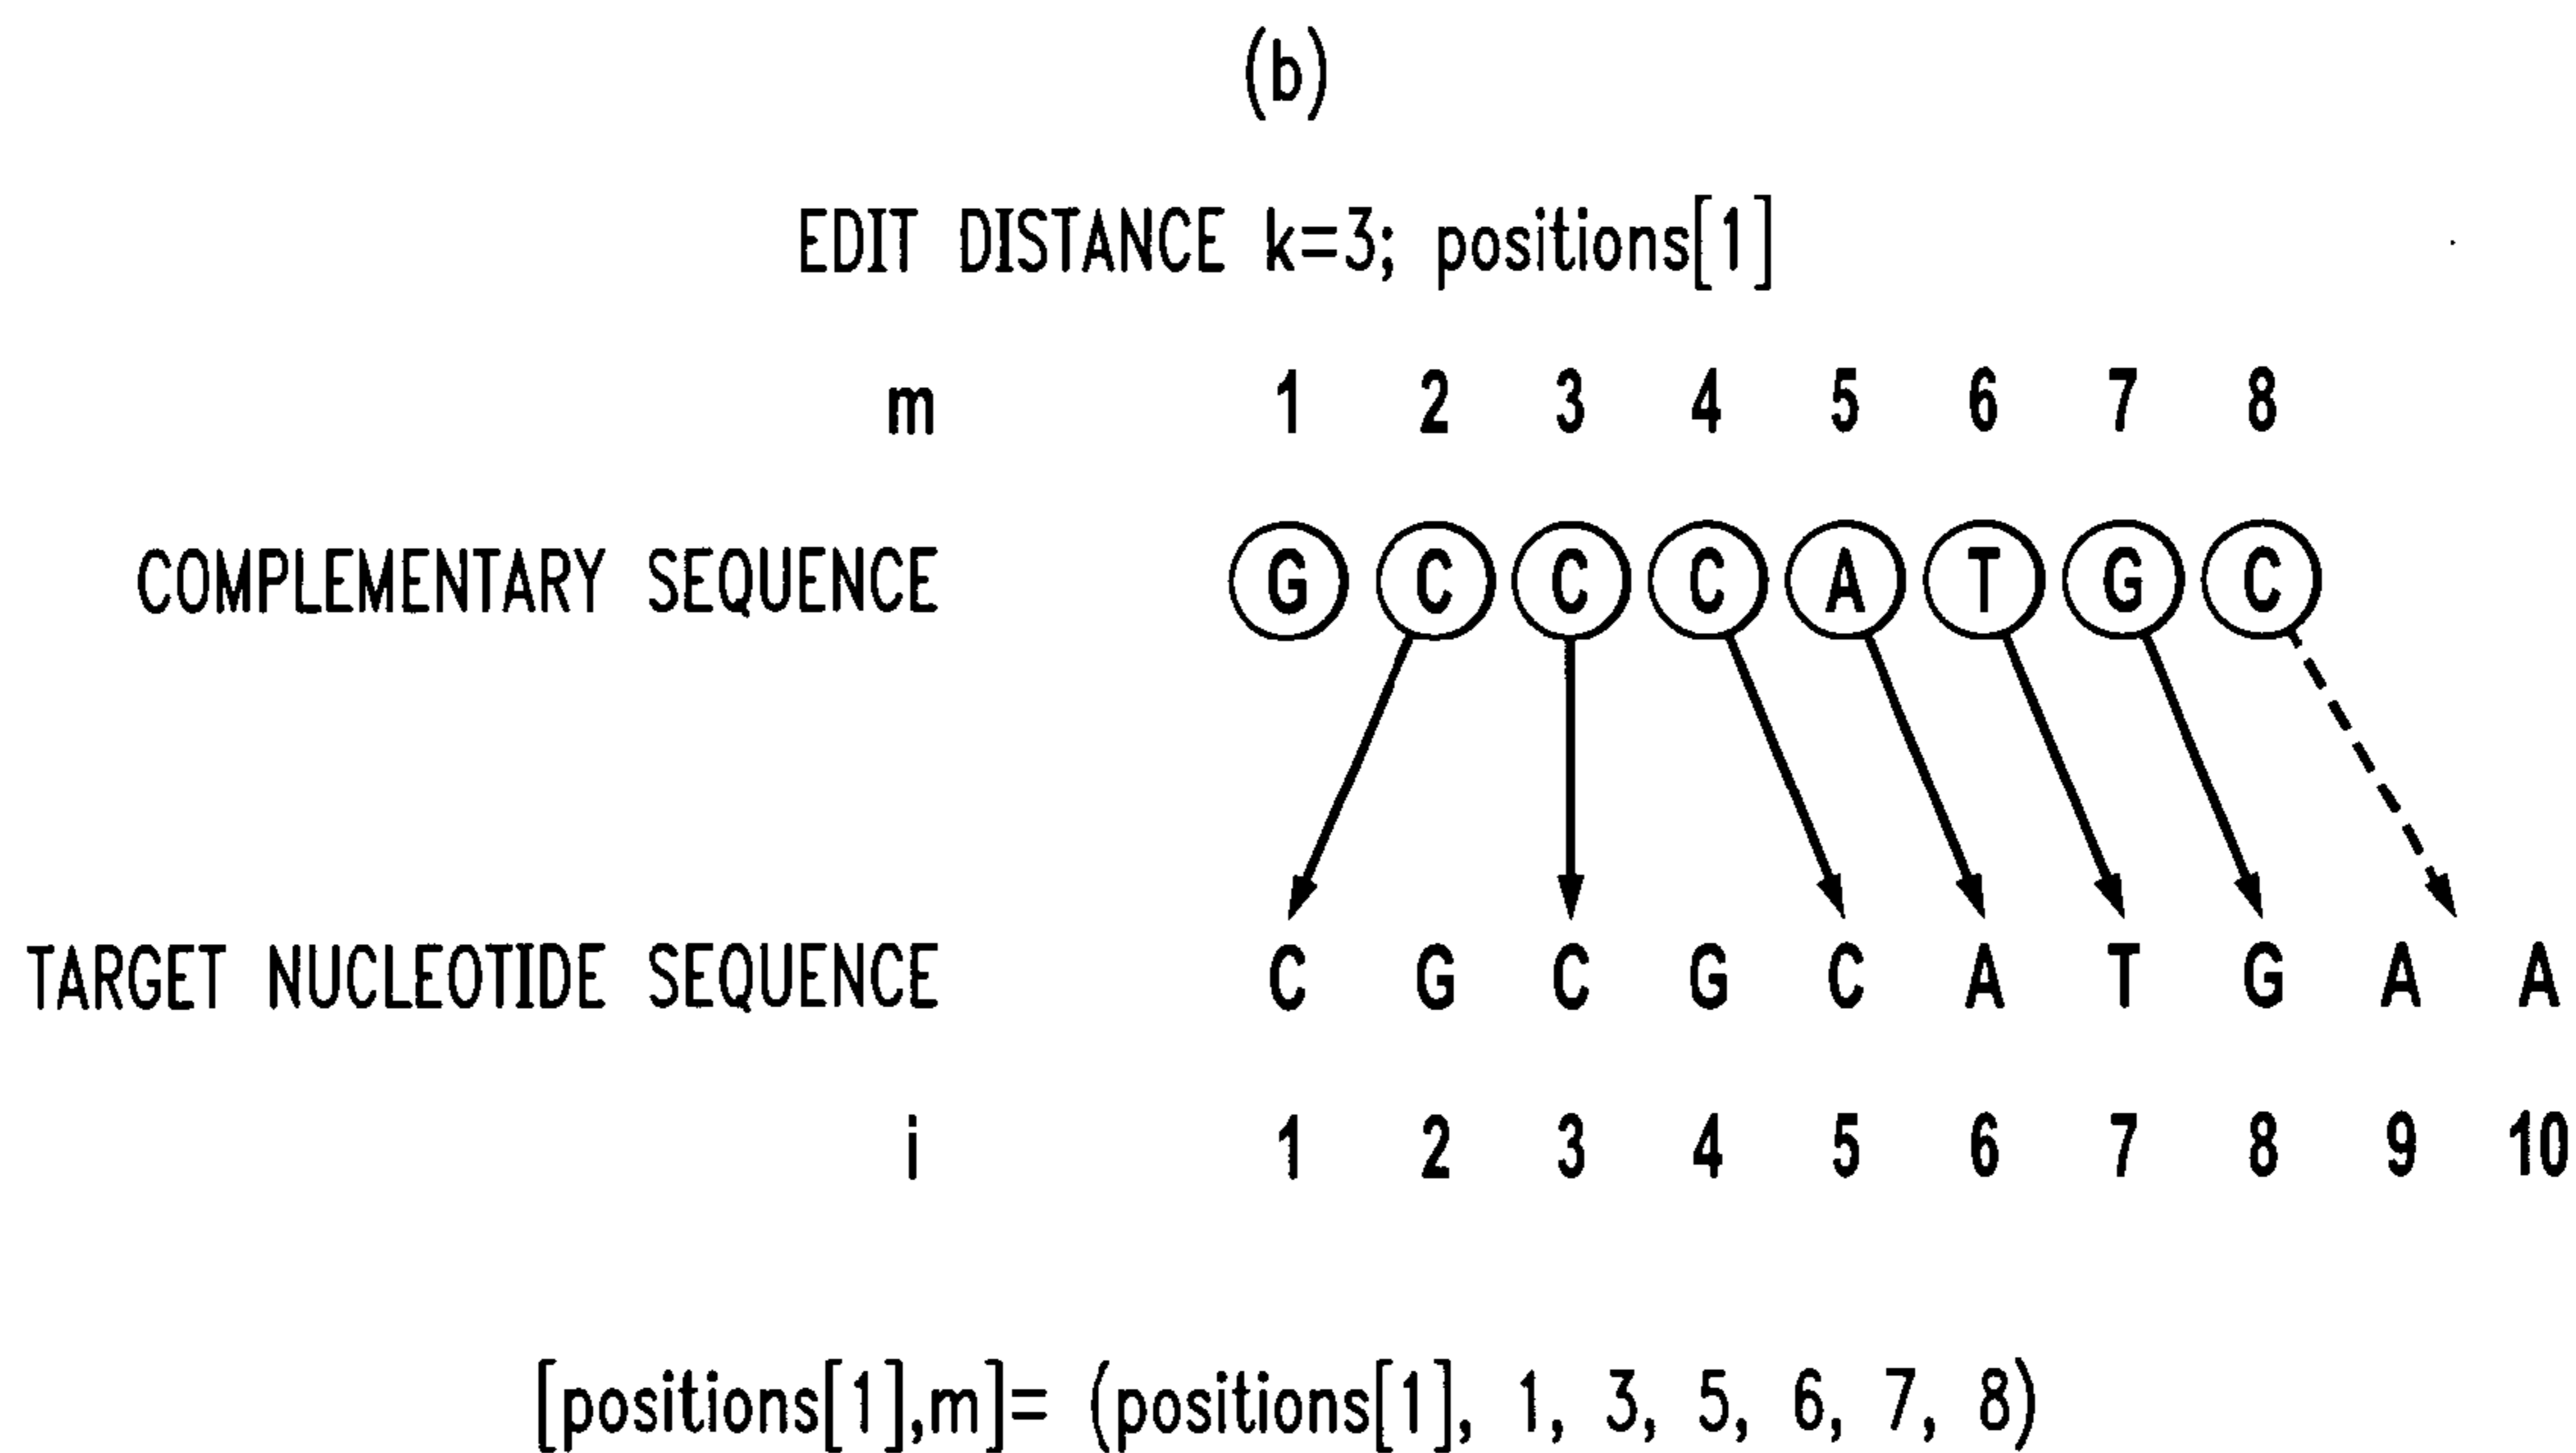 (b)
EDIT DISTANCE k=3; positions[1]
m 1 2 3 4 5 6 7 8
COMPLEMENTARY SEQUENCE G C C C A T G C
TARGET NUCLEOTIDE SEQUENCE C G C G C A T G A A
i 1 2 3 4 5 6 7 8 9 10
[positions[1],m]= (positions[1], 1, 3, 5, 6, 7, 8)